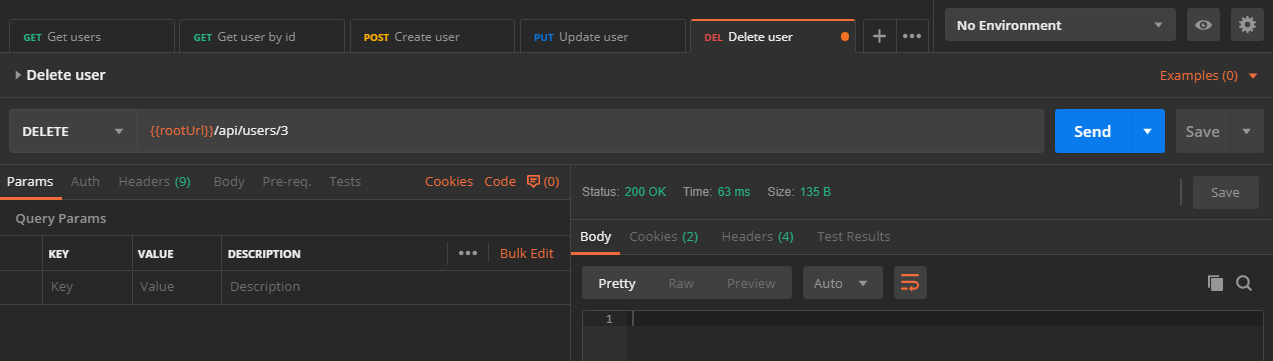 GET Get users GET Get user by id POST Create user PUT Update user DEL Delete user No Environment
Delete user Examples (0)
DELETE {{rootUrl}}/api/users/3 Send Save
Params Auth Headers (9) Body Pre-req. Tests Cookies Code (0) Status: 200 OK Time: 63 ms Size: 135 B Save
Query Params
Body Cookies (2) Headers (4) Test Results
KEY VALUE DESCRIPTION Bulk Edit
Key Value Description Pretty Raw Preview Auto
1